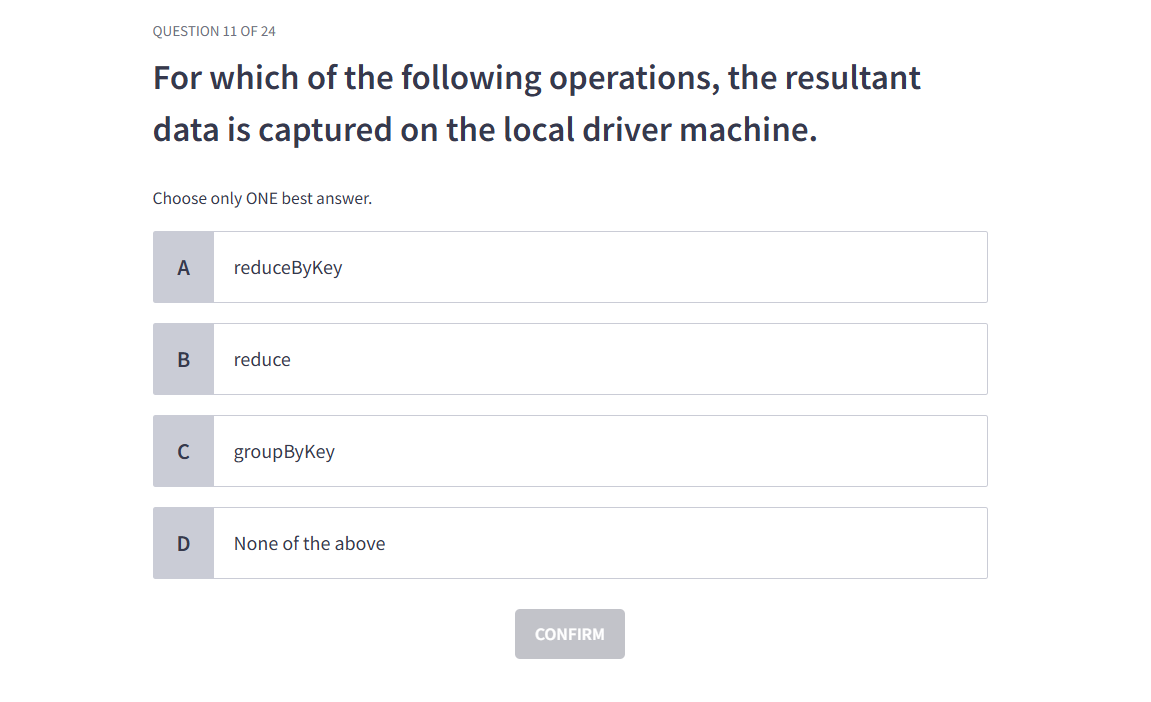 QUESTION 11 OF 24
For which of the following operations, the resultant
data is captured on the local driver machine.
Choose only ONE best answer.
A reduceByKey
B reduce
C groupByKey
D None of the above
CONFIRM